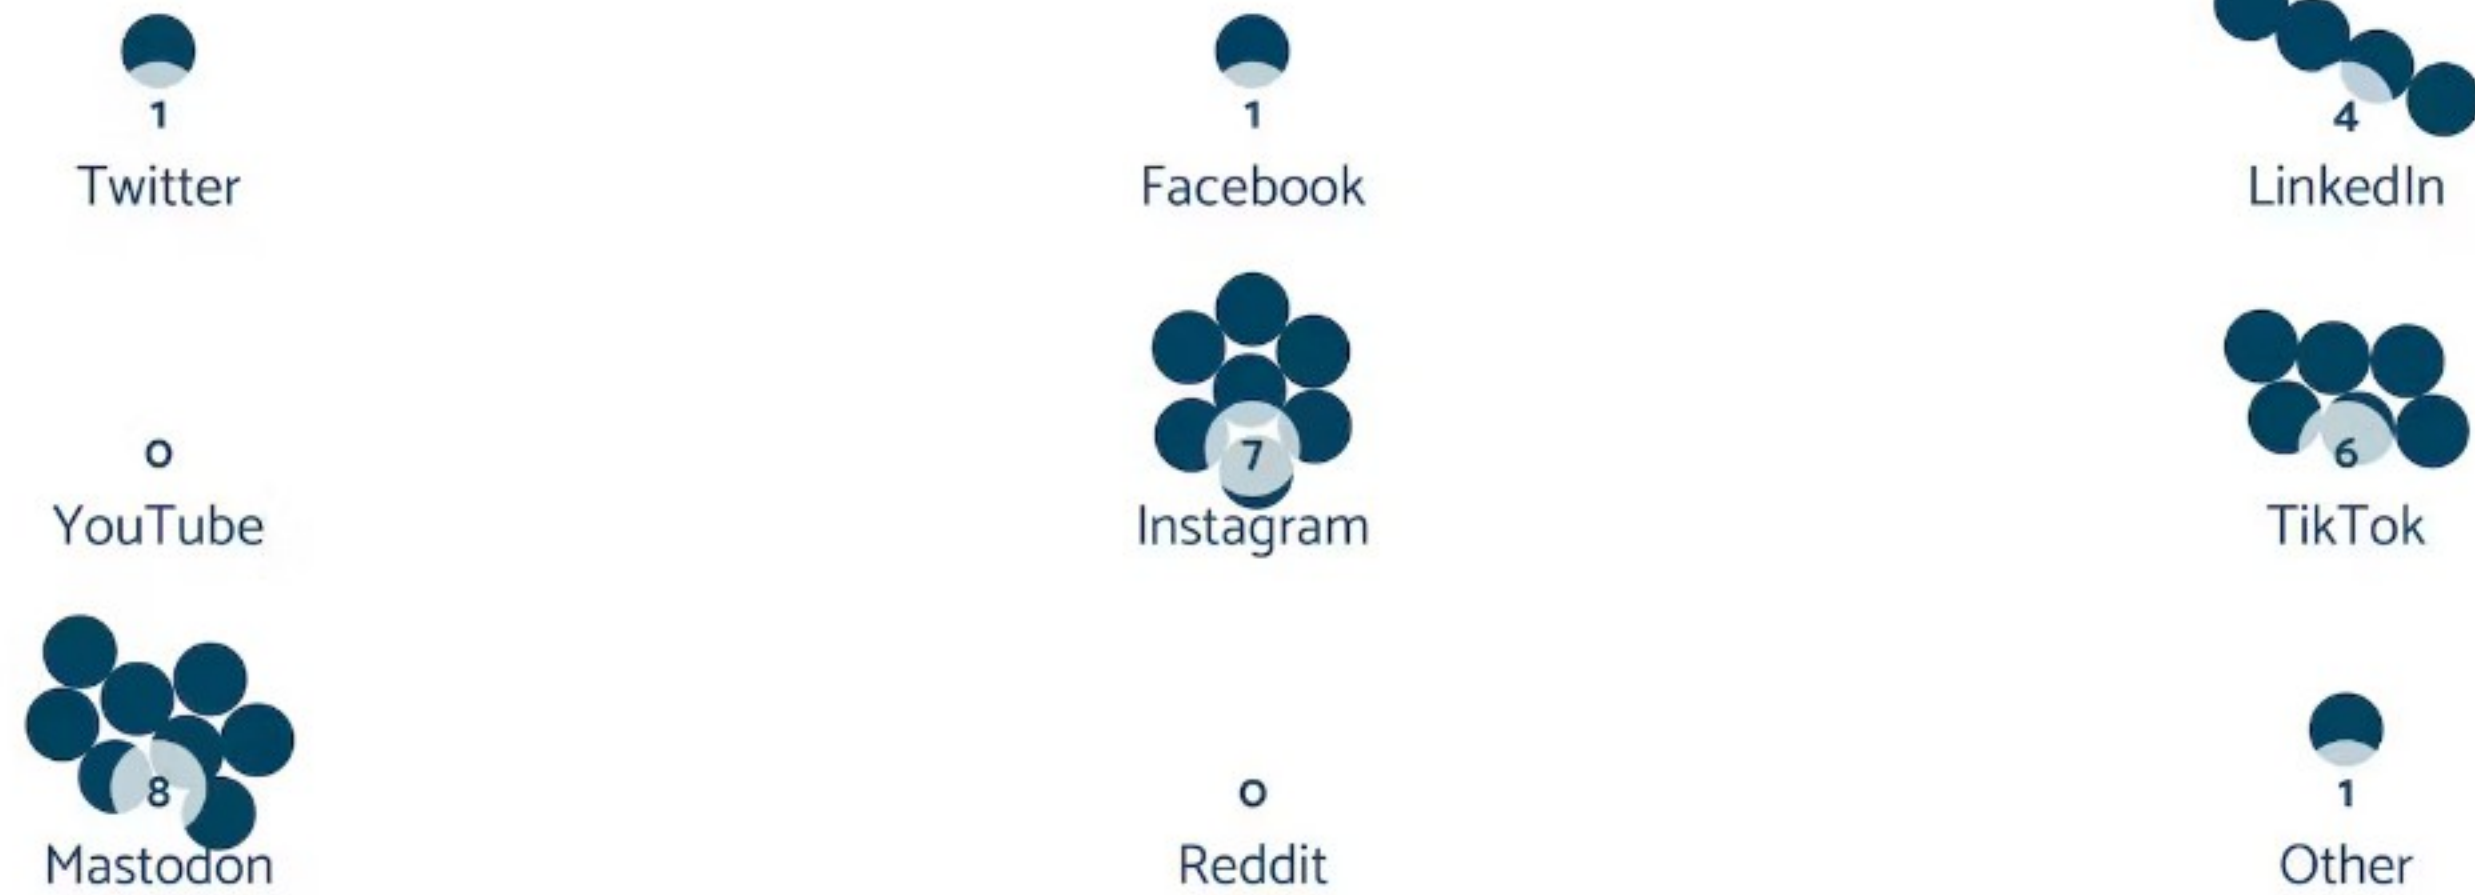 1 1 4
Twitter Facebook LinkedIn
0 7 6
YouTube Instagram TikTok
8 0 1
Mastodon Reddit Other